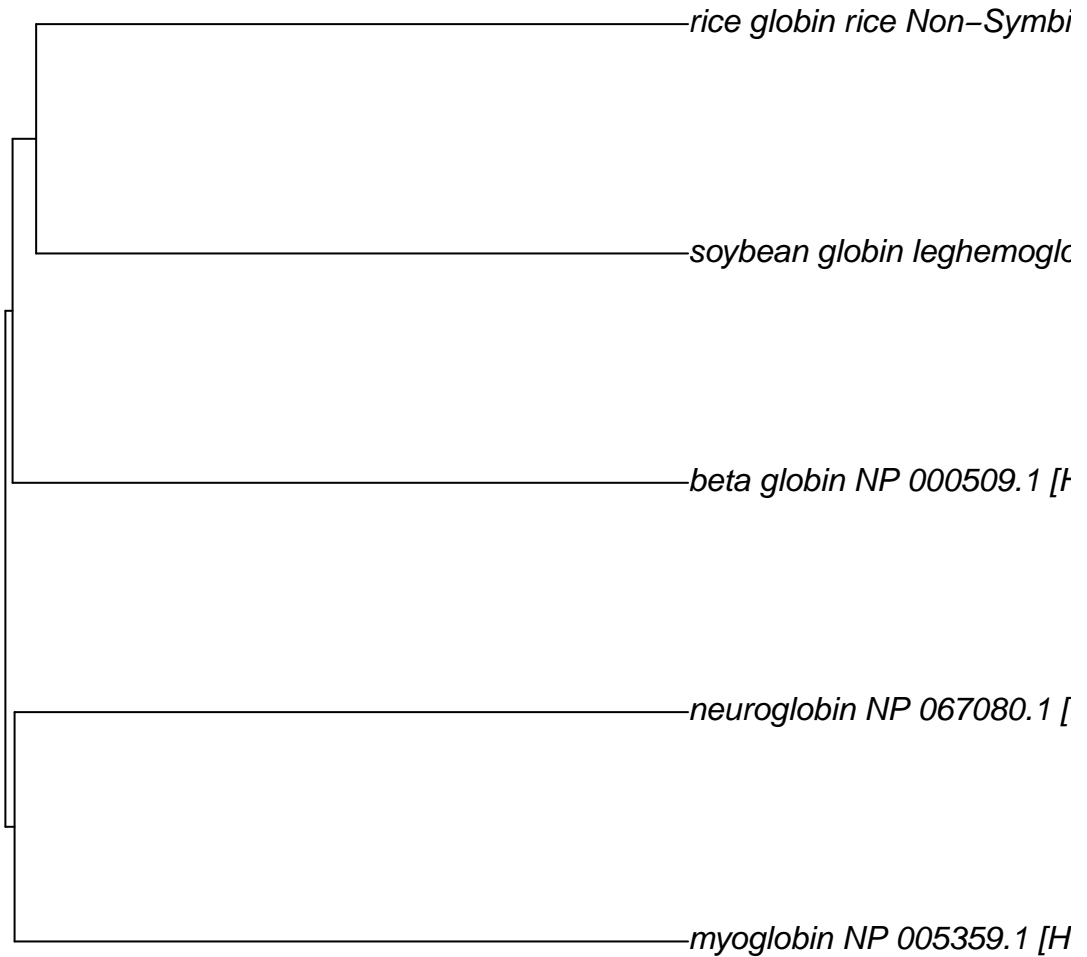 rice globin rice Non−Symbi
soybean globin leghemoglo
beta globin NP 000509.1 [H
neuroglobin NP 067080.1 [
myoglobin NP 005359.1 [H